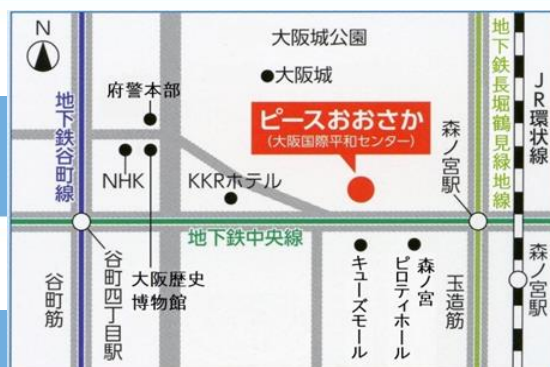 N
大阪城公園
大阪城
府警本部
ピースおおさか
(大阪国際平和センター)
地下鉄谷町線
地下鉄長堀鶴見緑地線
JR環状線
森ノ宮駅
NHK
KKRホテル
地下鉄中央線
谷町筋
谷町四丁目駅
大阪歴史
博物館
キューズモール
森ノ宮
ピロティホール
玉造筋
森ノ宮駅